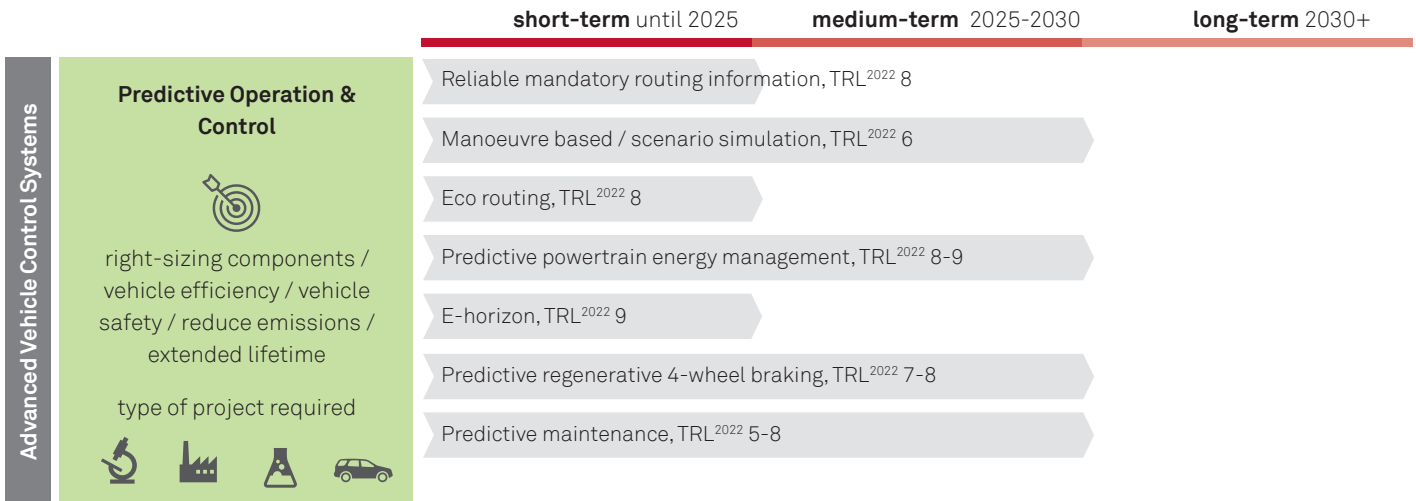 short-term until 2025 medium-term 2025-2030 long-term 2030+
Advanced Vehicle Control Systems
Predictive Operation &
Control
right-sizing components /
vehicle efficiency / vehicle
safety / reduce emissions /
extended lifetime
type of project required
Reliable mandatory routing information, TRL²⁰²² 8
Manoeuvre based / scenario simulation, TRL²⁰²² 6
Eco routing, TRL²⁰²² 8
Predictive powertrain energy management, TRL²⁰²² 8-9
E-horizon, TRL²⁰²² 9
Predictive regenerative 4-wheel braking, TRL²⁰²² 7-8
Predictive maintenance, TRL²⁰²² 5-8